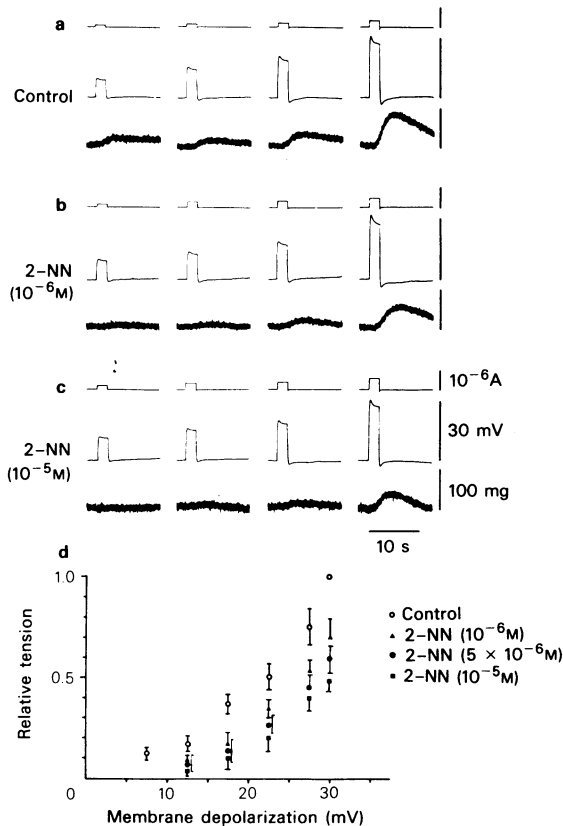 a
Control
b
2–NN
(10⁻⁶M)
c
10⁻⁶A
30 mV
2–NN
(10⁻⁵M)
100 mg
10 s
d
1.0
0.5
0
Relative tension
0 10 20 30
Membrane depolarization (mV)
Control
2–NN (10⁻⁶M)
2–NN (5 × 10⁻⁶M)
2–NN (10⁻⁵M)